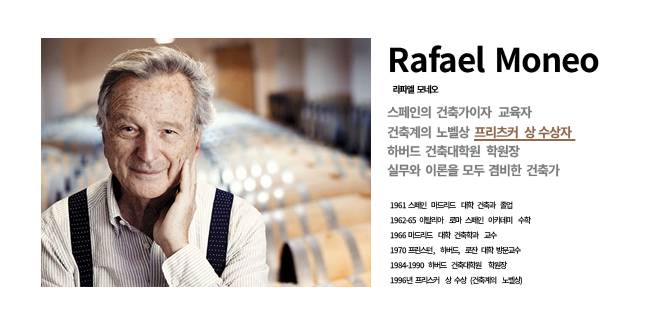 Rafael Moneo
라파엘 모네오
스페인의 건축가이자 교육자
건축계의 노벨상 프리츠커 상 수상자
하버드 건축대학원 학원장
실무와 이론을 모두 겸비한 건축가
1961 스페인 마드리드 대학 건축과 졸업
1962-65 이탈리아 로마 스페인 아카데미 수학
1966 마드리드 대학 건축학과 교수
1970 프린스턴, 하버드, 로잔 대학 방문교수
1984-1990 하버드 건축대학원 학원장
1996년 프리스커 상 수상 (건축계의 노벨상)